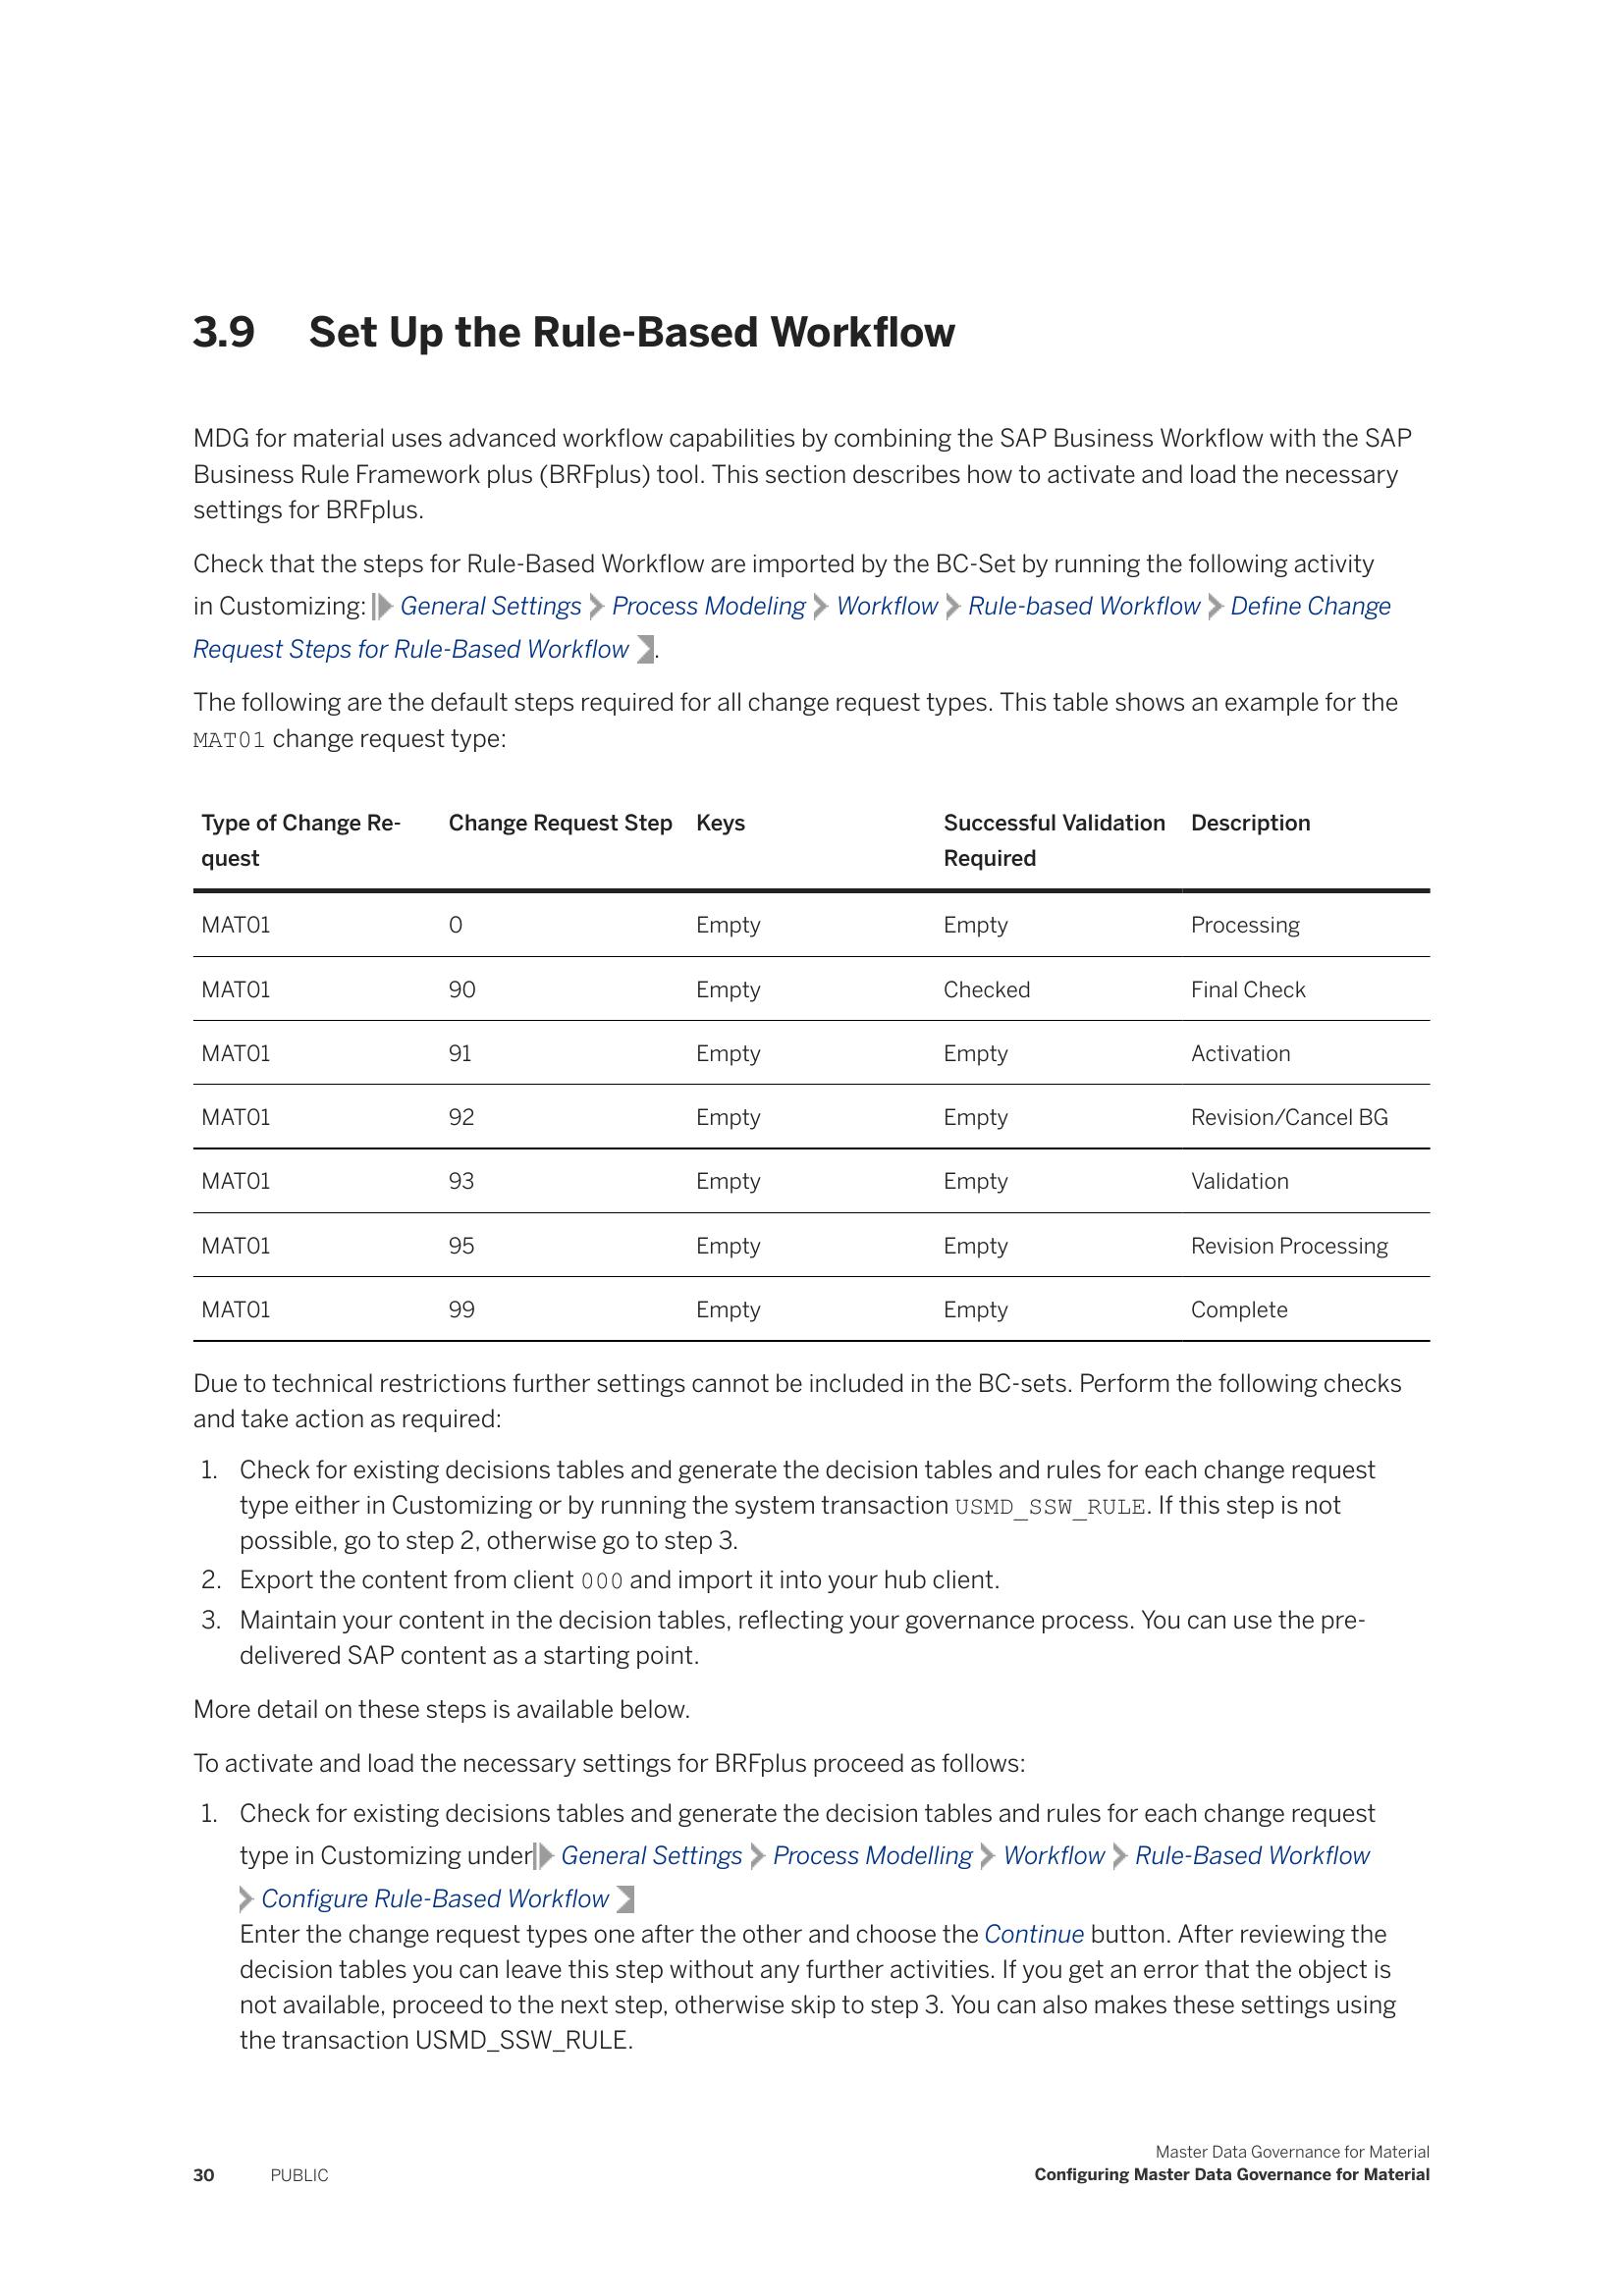 3.9 Set Up the Rule-Based Workflow
MDG for material uses advanced workflow capabilities by combining the SAP Business Workflow with the SAP
Business Rule Framework plus (BRFplus) tool. This section describes how to activate and load the necessary
settings for BRFplus.
Check that the steps for Rule-Based Workflow are imported by the BC-Set by running the following activity
in Customizing: General Settings Process Modeling Workflow Rule-based Workflow Define Change
Request Steps for Rule-Based Workflow .
The following are the default steps required for all change request types. This table shows an example for the
MAT01 change request type:
Type of Change Re- Change Request Step Keys Successful Validation Description
quest Required
MAT01 0 Empty Empty Processing
MAT01 90 Empty Checked Final Check
MAT01 91 Empty Empty Activation
MAT01 92 Empty Empty Revision/Cancel BG
MAT01 93 Empty Empty Validation
MAT01 95 Empty Empty Revision Processing
MAT01 99 Empty Empty Complete
Due to technical restrictions further settings cannot be included in the BC-sets. Perform the following checks
and take action as required:
1. Check for existing decisions tables and generate the decision tables and rules for each change request
type either in Customizing or by running the system transaction USMD_SSW_RULE. If this step is not
possible, go to step 2, otherwise go to step 3.
2. Export the content from client 000 and import it into your hub client.
3. Maintain your content in the decision tables, reflecting your governance process. You can use the pre-
delivered SAP content as a starting point.
More detail on these steps is available below.
To activate and load the necessary settings for BRFplus proceed as follows:
1. Check for existing decisions tables and generate the decision tables and rules for each change request
type in Customizing under General Settings Process Modelling Workflow Rule-Based Workflow
Configure Rule-Based Workflow
Enter the change request types one after the other and choose the Continue button. After reviewing the
decision tables you can leave this step without any further activities. If you get an error that the object is
not available, proceed to the next step, otherwise skip to step 3. You can also makes these settings using
the transaction USMD_SSW_RULE.
Master Data Governance for Material
30 PUBLIC Configuring Master Data Governance for Material